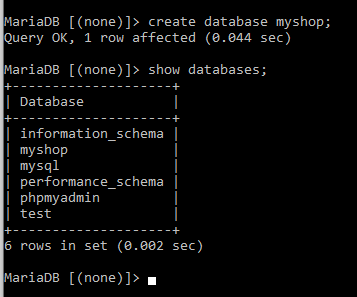 MariaDB [(none)]> create database myshop;
Query OK, 1 row affected (0.044 sec)
MariaDB [(none)]> show databases;
+--------------------+
| Database           |
+--------------------+
| information_schema |
| myshop             |
| mysql              |
| performance_schema |
| phpmyadmin         |
| test               |
+--------------------+
6 rows in set (0.002 sec)
MariaDB [(none)]>